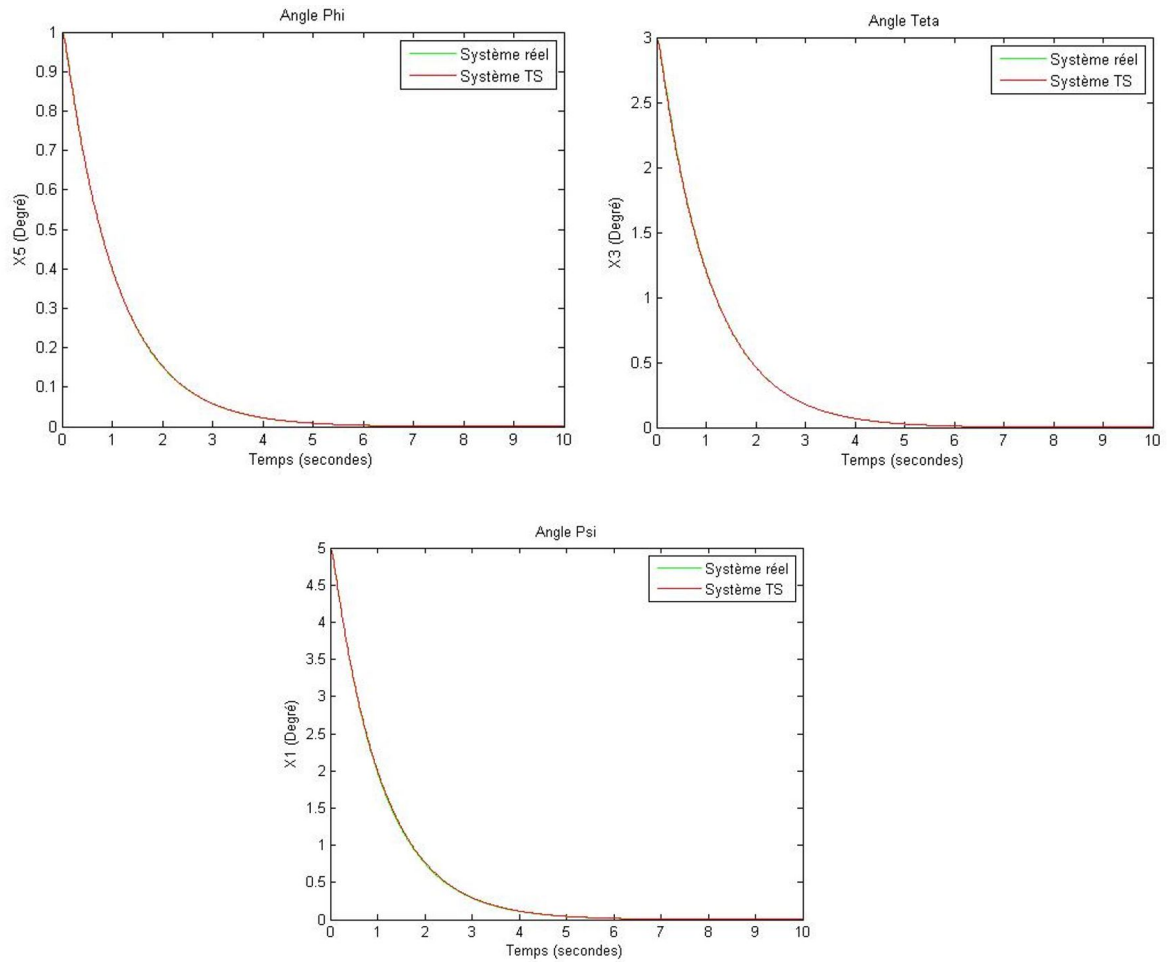 Angle Phi
1
0.9
0.8
0.7
0.6
0.5
0.4
0.3
0.2
0.1
0
X5 (Degré)
Système réel
Système TS
0 1 2 3 4 5 6 7 8 9 10
Temps (secondes)
Angle Teta
3
2.5
2
1.5
1
0.5
0
X3 (Degré)
Système réel
Système TS
0 1 2 3 4 5 6 7 8 9 10
Temps (secondes)
Angle Psi
5
4.5
4
3.5
3
2.5
2
1.5
1
0.5
0
X1 (Degré)
Système réel
Système TS
0 1 2 3 4 5 6 7 8 9 10
Temps (secondes)